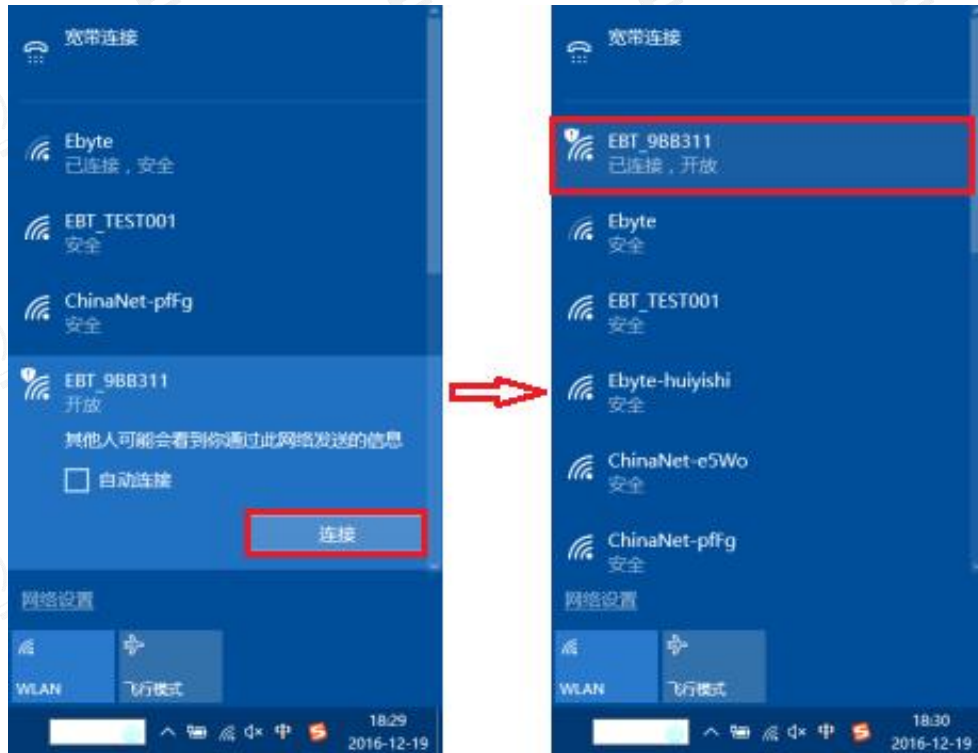 宽带连接
Ebyte
已连接，安全
EBT_TEST001
安全
ChinaNet-pfFg
安全
EBT_9BB311
开放
其他人可能会看到你通过此网络发送的信息
自动连接
连接
网络设置
WLAN
飞行模式
中
18:29
2016-12-19
宽带连接
EBT_9BB311
已连接，开放
Ebyte
安全
EBT_TEST001
安全
Ebyte-huiyishi
安全
ChinaNet-e5Wo
安全
ChinaNet-pfFg
安全
网络设置
WLAN
飞行模式
中
18:30
2016-12-19